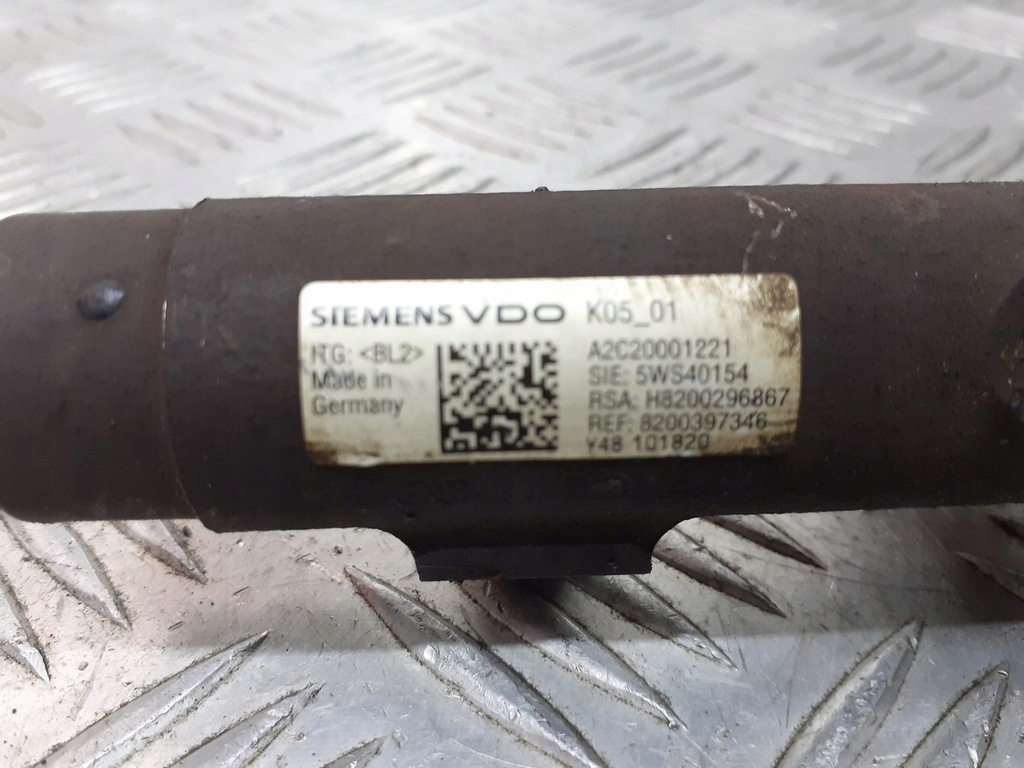 SIEMENS VDO K05_01
RTG: <BL2>
Made in
Germany
A2C20001221
SIE: 5WS40154
RSA: H8200296867
REF: 8200397346
Y48 101820